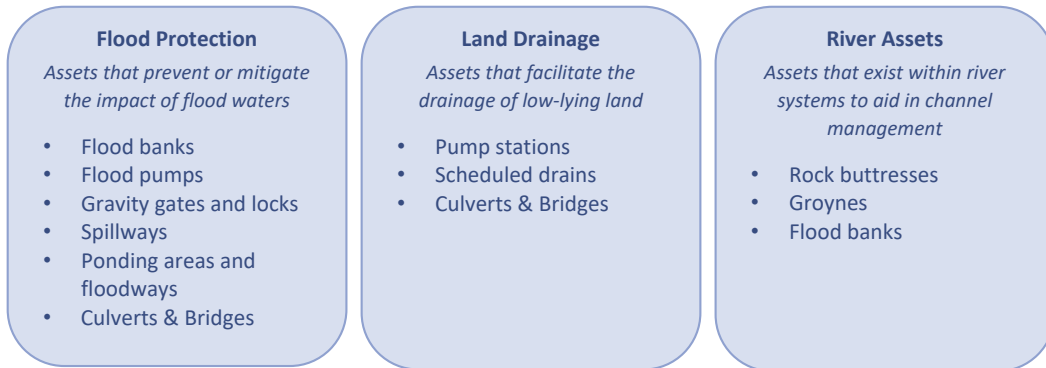 Flood Protection
Assets that prevent or mitigate
the impact of flood waters
• Flood banks
• Flood pumps
• Gravity gates and locks
• Spillways
• Ponding areas and
floodways
• Culverts & Bridges
Land Drainage
Assets that facilitate the
drainage of low-lying land
• Pump stations
• Scheduled drains
• Culverts & Bridges
River Assets
Assets that exist within river
systems to aid in channel
management
• Rock buttresses
• Groynes
• Flood banks